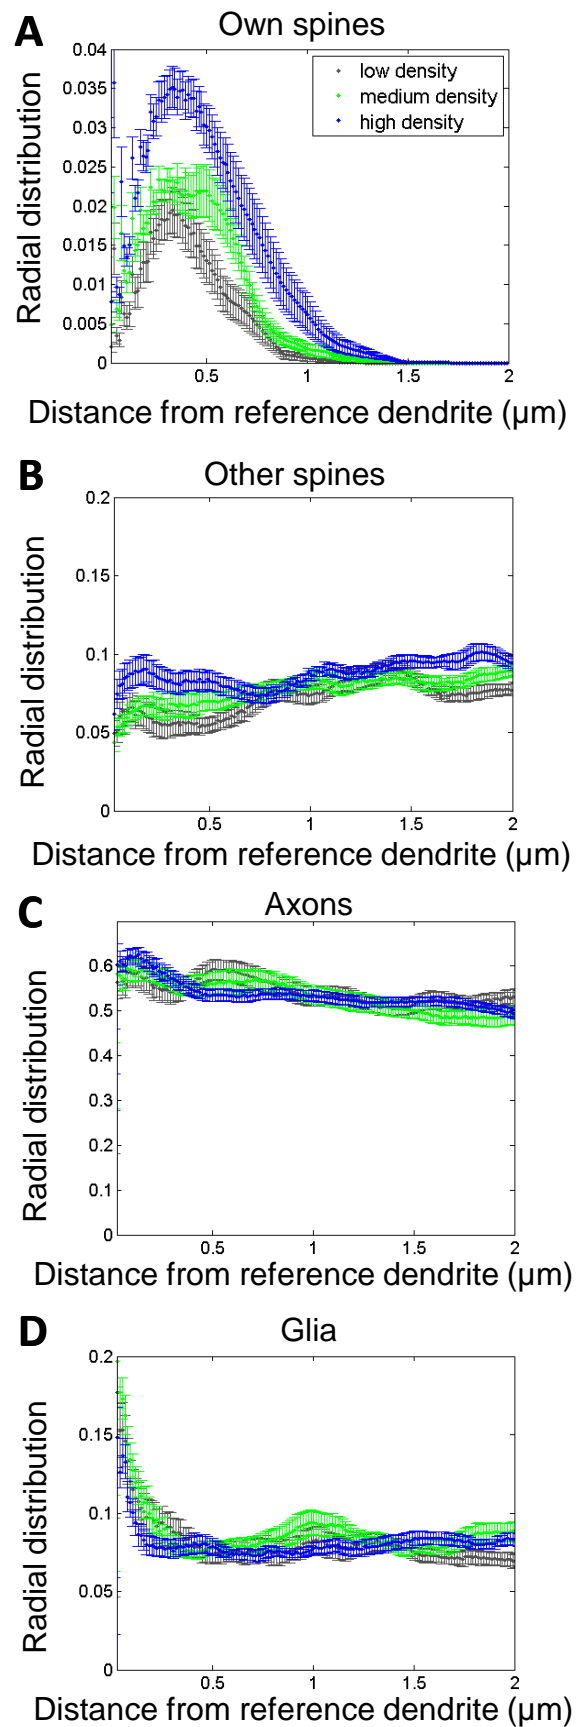 A
Own spines
0.04
0.035
0.03
0.025
0.02
0.015
0.01
0.005
0
low density
medium density
high density
Radial distribution
0.5
1
1.5
2
Distance from reference dendrite (µm)
B
Other spines
0.2
0.15
0.1
0.05
0
Radial distribution
0.5
1
1.5
2
Distance from reference dendrite (µm)
C
Axons
0.6
0.5
0.4
0.3
0.2
0.1
0
Radial distribution
0.5
1
1.5
2
Distance from reference dendrite (µm)
D
Glia
0.2
0.15
0.1
0.05
0
Radial distribution
0.5
1
1.5
2
Distance from reference dendrite (µm)